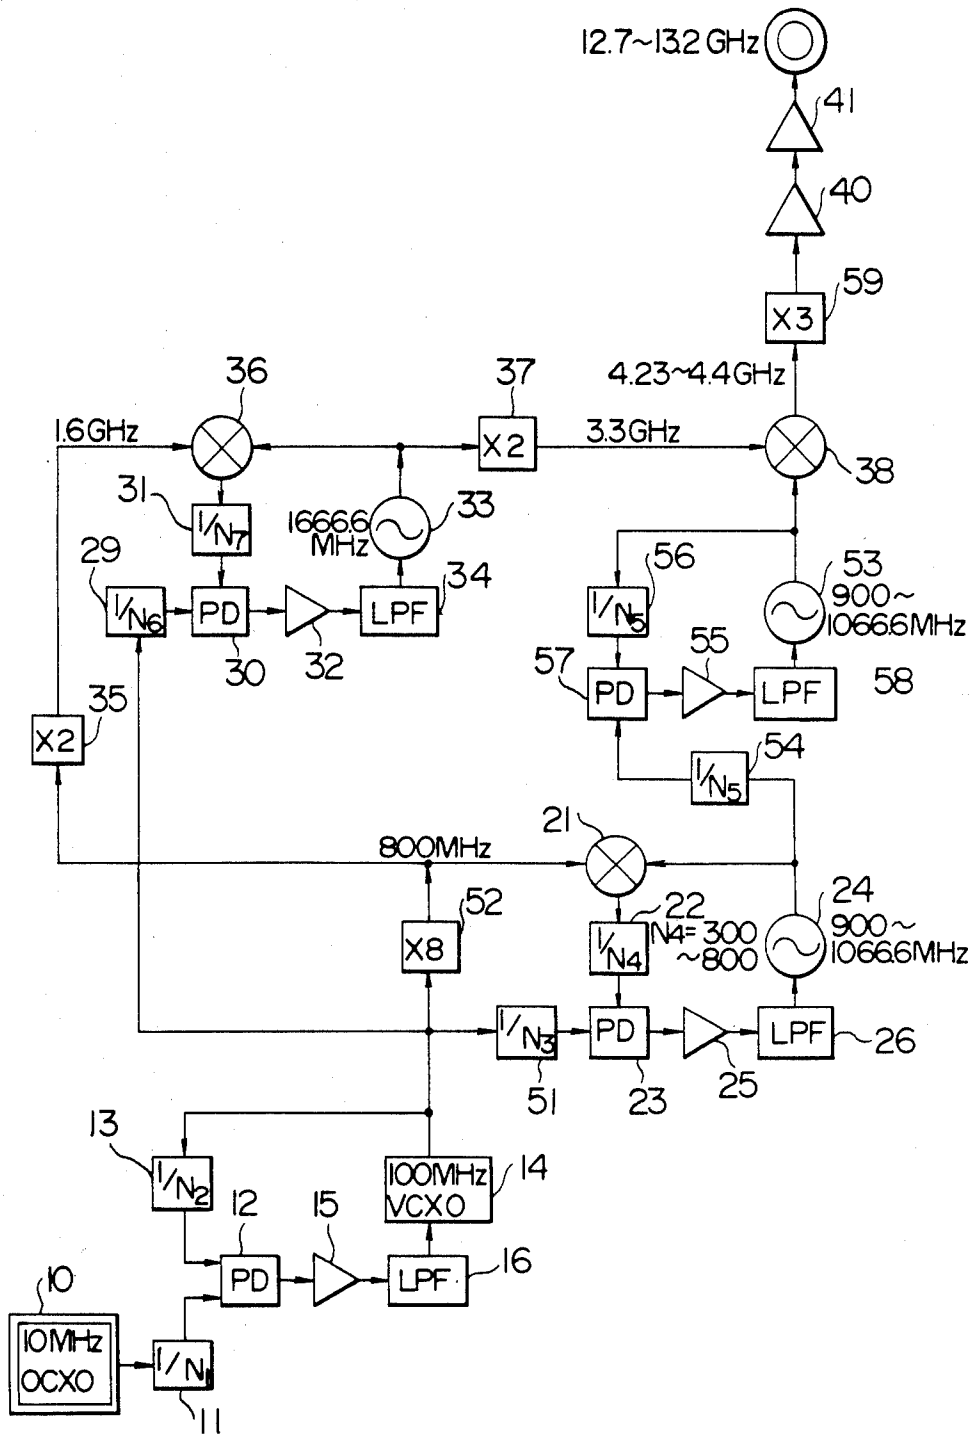 12.7~13.2 GHz
41
40
59
X3
4.23~4.4GHz
36
37
1.6GHz
X2
3.3GHz
38
31
1/N7
1666.6
MHz
33
29
1/N6
PD
30
32
LPF
34
56
1/N5
53
900~
1066.6MHz
57
PD
55
LPF
58
35
X2
54
1/N5
21
800MHz
52
X8
22
N4=300
~800
1/N4
24
900~
1066.6MHz
1/N3
51
PD
23
25
LPF
26
13
1/N2
100MHz
VCXO
14
12
PD
15
LPF
16
10
10MHz
OCXO
1/N1
11